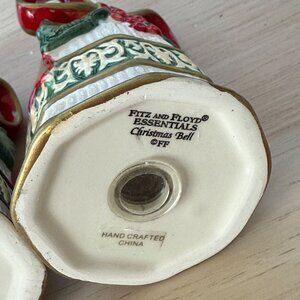 FITZ AND FLOYD®
ESSENTIALS
Christmas Bell
©FF
HAND CRAFTED
CHINA